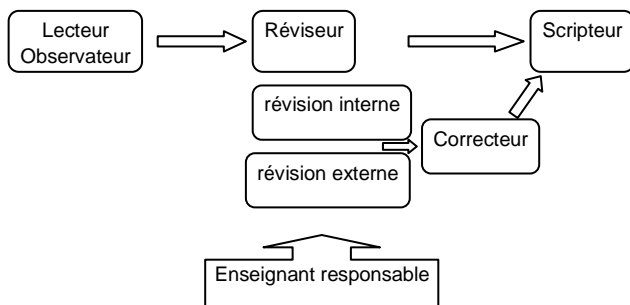 Lecteur
Observateur
Réviseur
Scripteur
révision interne
Correcteur
révision externe
Enseignant responsable